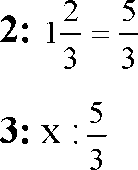 2: 1 2/3 = 5/3
3: x : 5/3